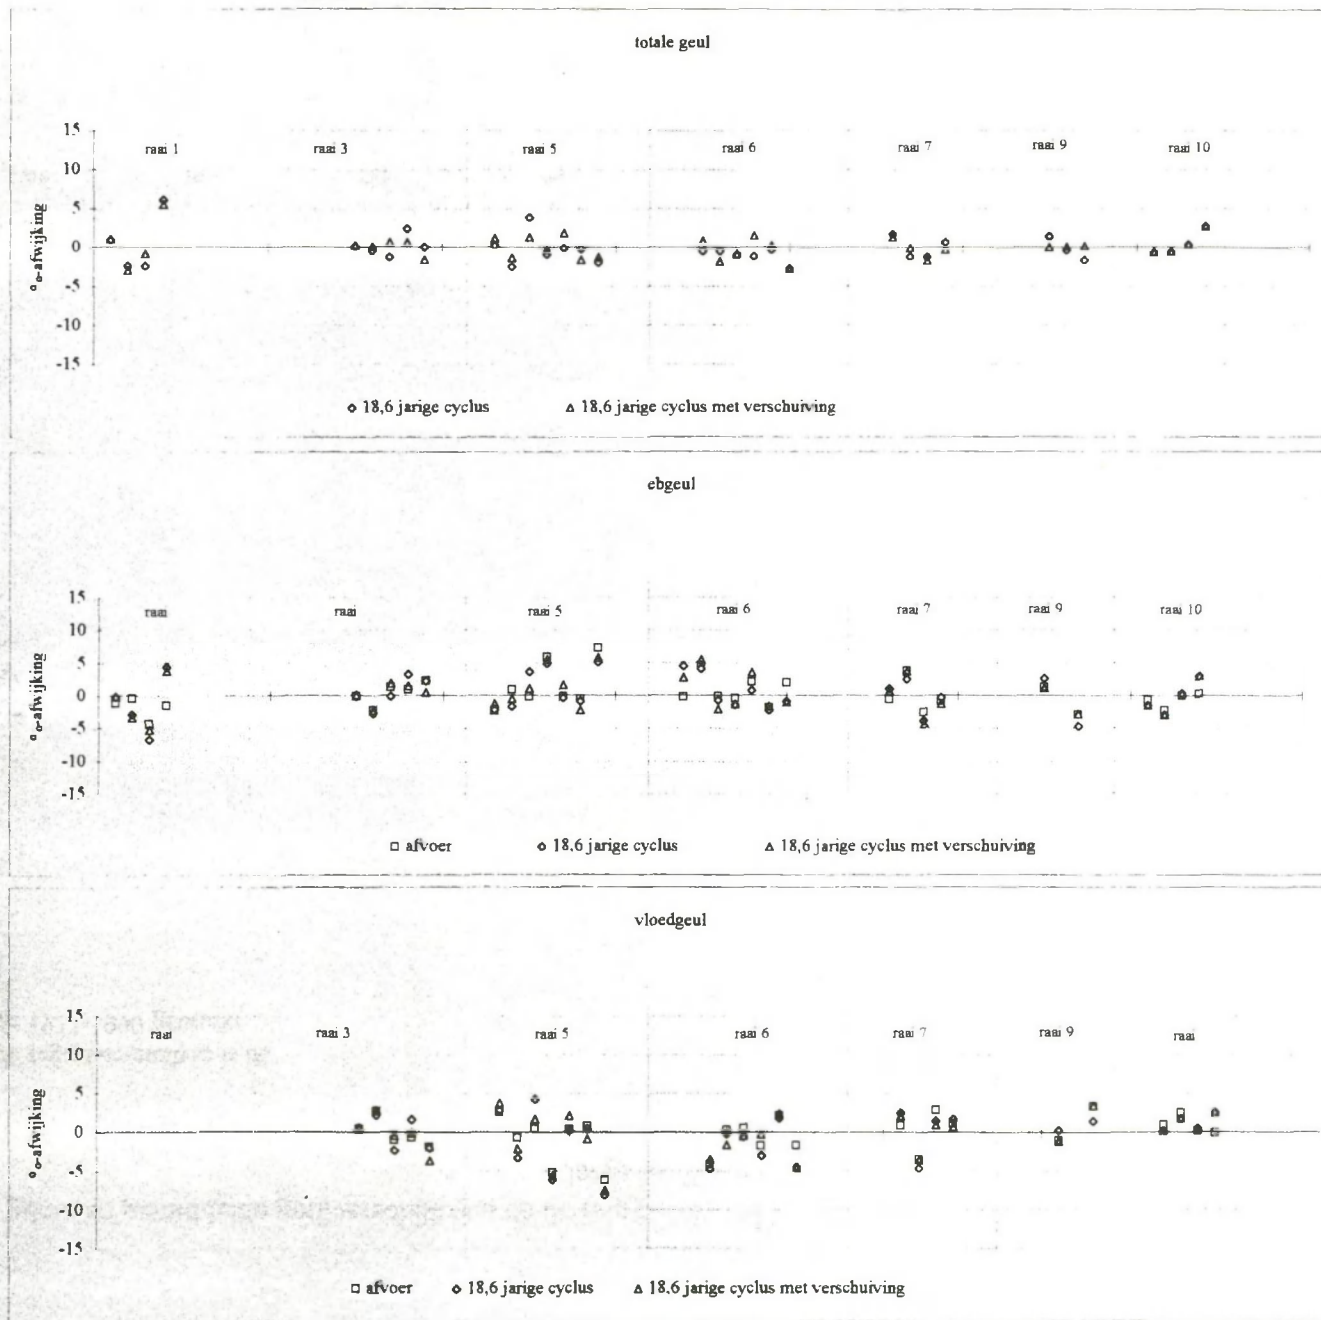 totale geul
15
raai 1 raai 3 raai 5 raai 6 raai 7 raai 9 raai 10
10
5
0
-5
-10
-15
%-afwijking
18,6 jarige cyclus 18,6 jarige cyclus met verschuiving
ebgeul
15
raai raai raai 5 raai 6 raai 7 raai 9 raai 10
10
5
0
-5
-10
-15
%-afwijking
afvoer 18,6 jarige cyclus 18,6 jarige cyclus met verschuiving
vloedgeul
15
raai raai 3 raai 5 raai 6 raai 7 raai 9 raai
10
5
0
-5
-10
-15
%-afwijking
afvoer 18,6 jarige cyclus 18,6 jarige cyclus met verschuiving